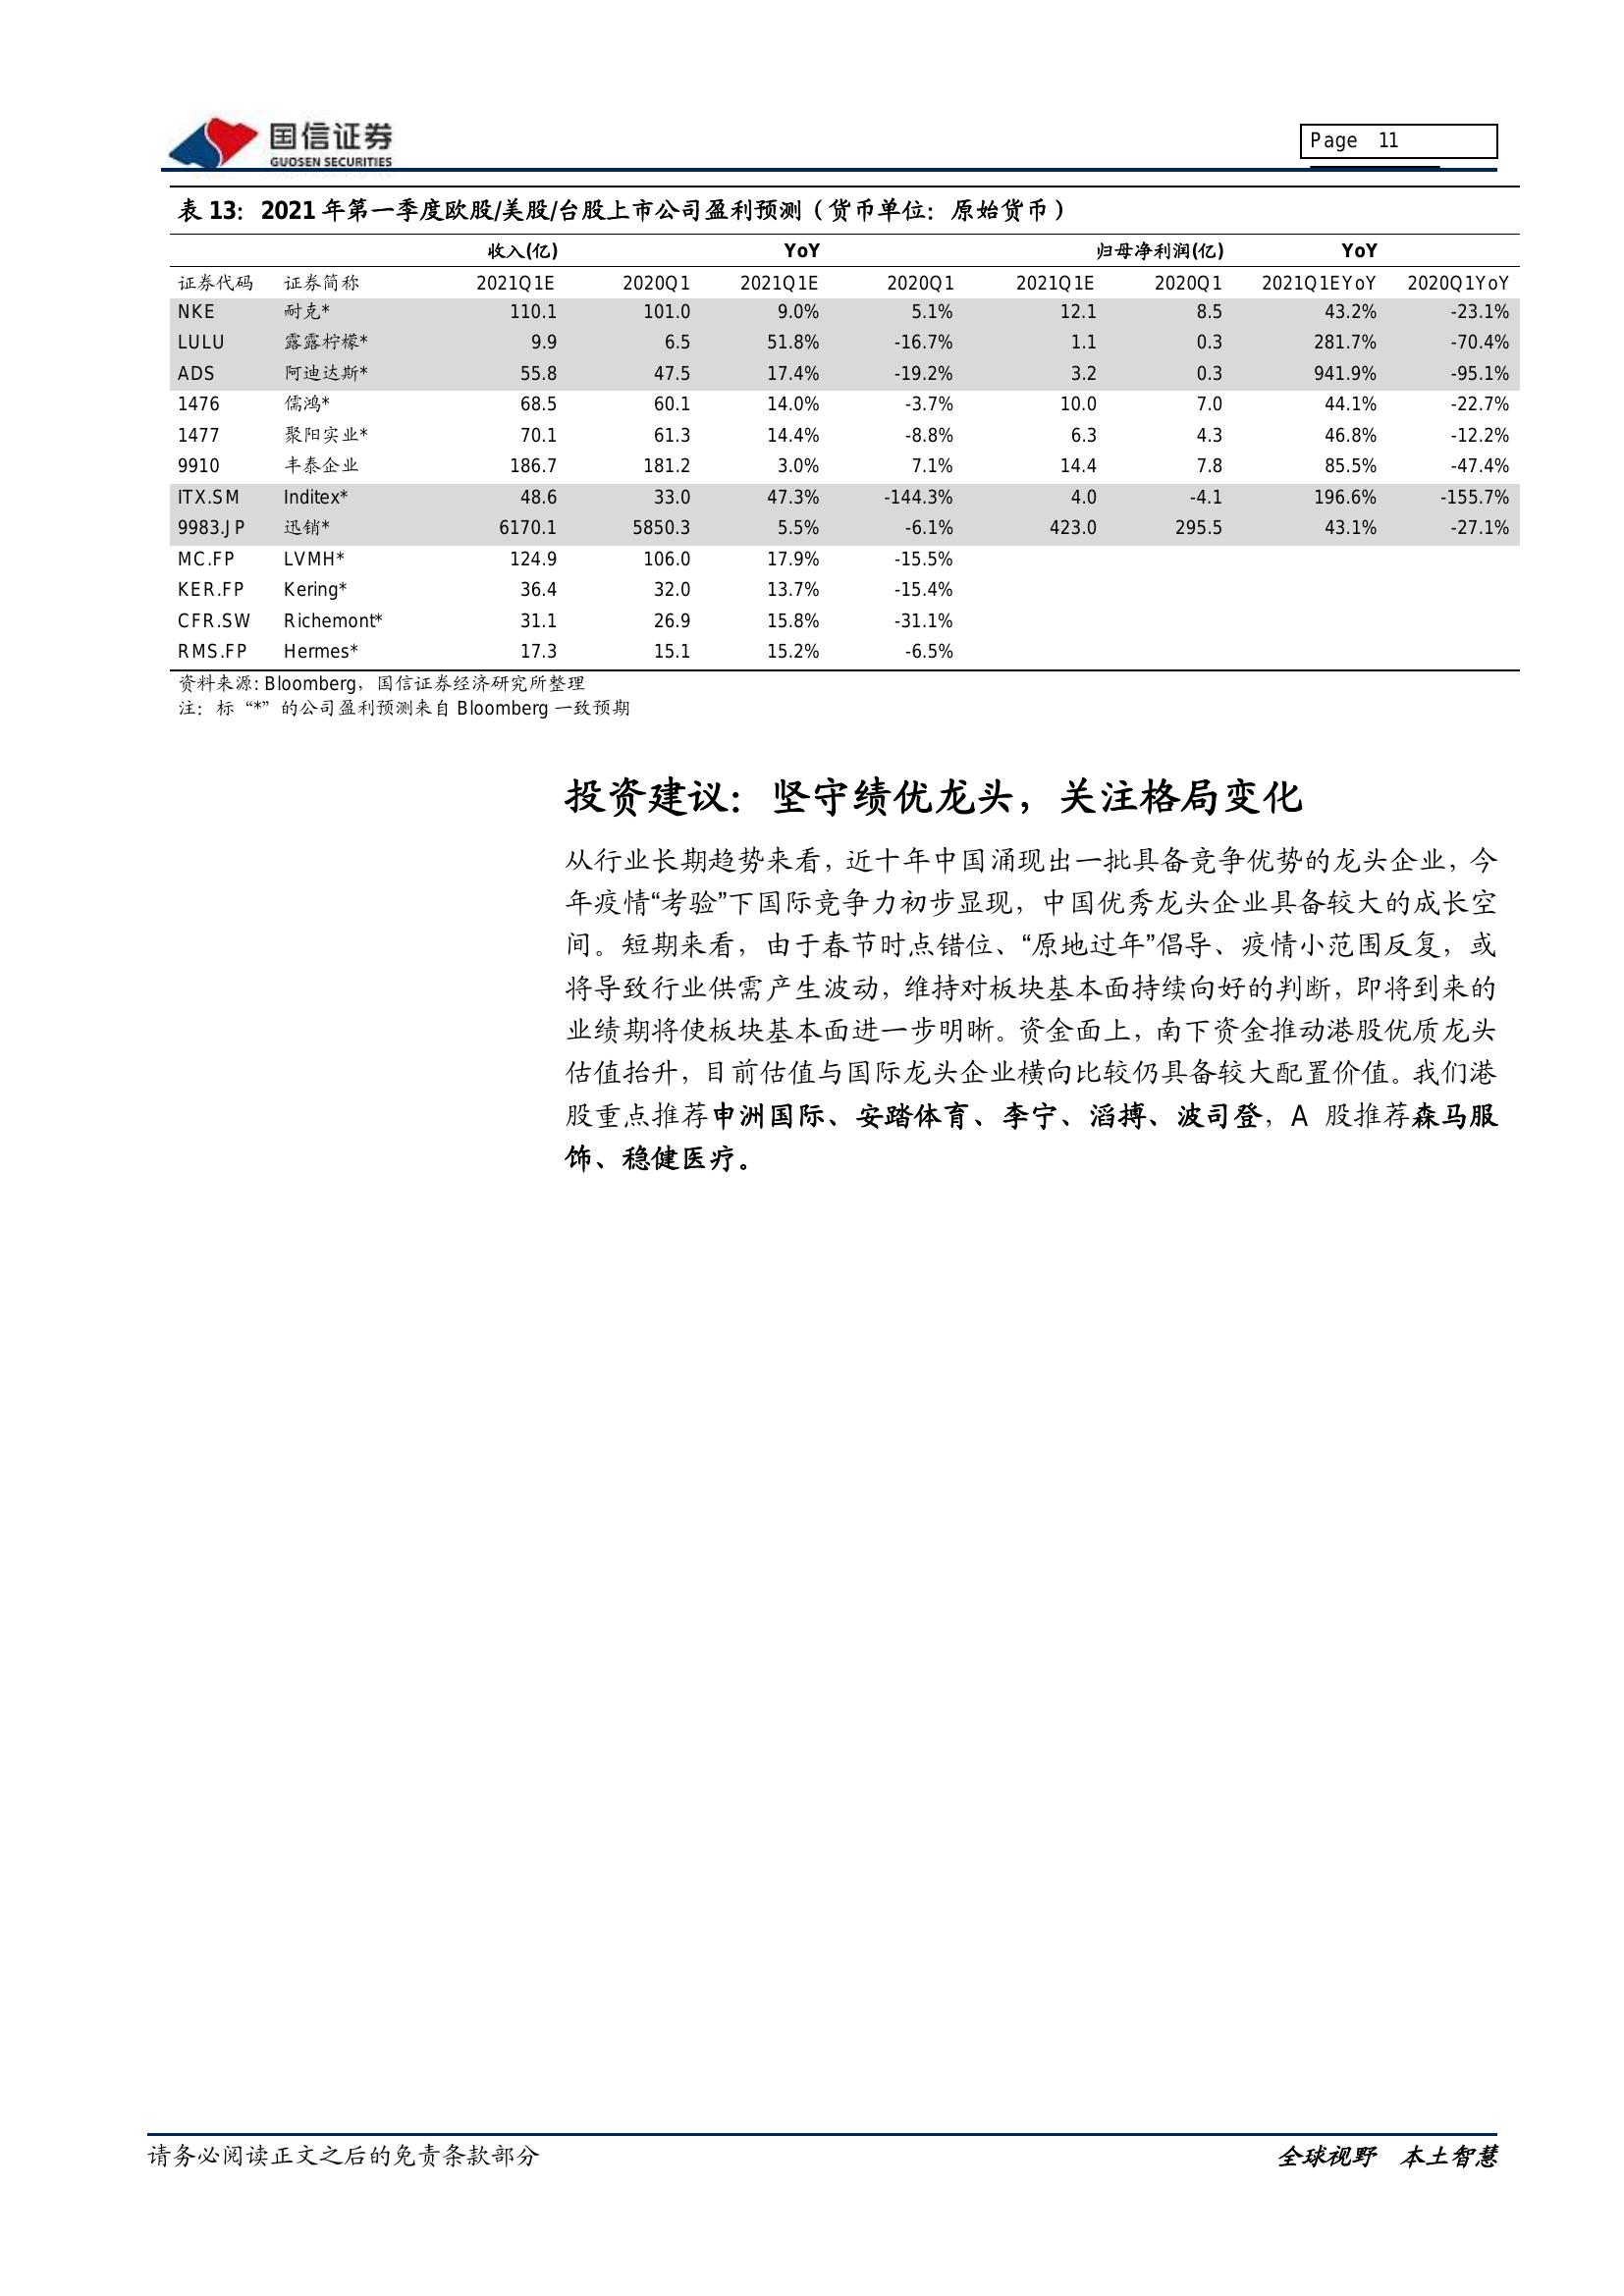 国信证券
GUOSEN SECURITIES
Page 11
表 13：2021 年第一季度欧股/美股/台股上市公司盈利预测（货币单位：原始货币）
收入(亿) YoY 归母净利润(亿) YoY
证券代码 证券简称 2021Q1E 2020Q1 2021Q1E 2020Q1 2021Q1E 2020Q1 2021Q1EYoY 2020Q1YoY
NKE 耐克* 110.1 101.0 9.0% 5.1% 12.1 8.5 43.2% -23.1%
LULU 露露柠檬* 9.9 6.5 51.8% -16.7% 1.1 0.3 281.7% -70.4%
ADS 阿迪达斯* 55.8 47.5 17.4% -19.2% 3.2 0.3 941.9% -95.1%
1476 儒鸿* 68.5 60.1 14.0% -3.7% 10.0 7.0 44.1% -22.7%
1477 聚阳实业* 70.1 61.3 14.4% -8.8% 6.3 4.3 46.8% -12.2%
9910 丰泰企业 186.7 181.2 3.0% 7.1% 14.4 7.8 85.5% -47.4%
ITX.SM Inditex* 48.6 33.0 47.3% -144.3% 4.0 -4.1 196.6% -155.7%
9983.JP 迅销* 6170.1 5850.3 5.5% -6.1% 423.0 295.5 43.1% -27.1%
MC.FP LVMH* 124.9 106.0 17.9% -15.5%
KER.FP Kering* 36.4 32.0 13.7% -15.4%
CFR.SW Richemont* 31.1 26.9 15.8% -31.1%
RMS.FP Hermes* 17.3 15.1 15.2% -6.5%
资料来源: Bloomberg，国信证券经济研究所整理
注：标“*”的公司盈利预测来自 Bloomberg 一致预期
投资建议：坚守绩优龙头，关注格局变化
从行业长期趋势来看，近十年中国涌现出一批具备竞争优势的龙头企业，今
年疫情“考验”下国际竞争力初步显现，中国优秀龙头企业具备较大的成长空
间。短期来看，由于春节时点错位、“原地过年”倡导、疫情小范围反复，或
将导致行业供需产生波动，维持对板块基本面持续向好的判断，即将到来的
业绩期将使板块基本面进一步明晰。资金面上，南下资金推动港股优质龙头
估值抬升，目前估值与国际龙头企业横向比较仍具备较大配置价值。我们港
股重点推荐申洲国际、安踏体育、李宁、滔搏、波司登，A 股推荐森马服
饰、稳健医疗。
请务必阅读正文之后的免责条款部分
全球视野 本土智慧